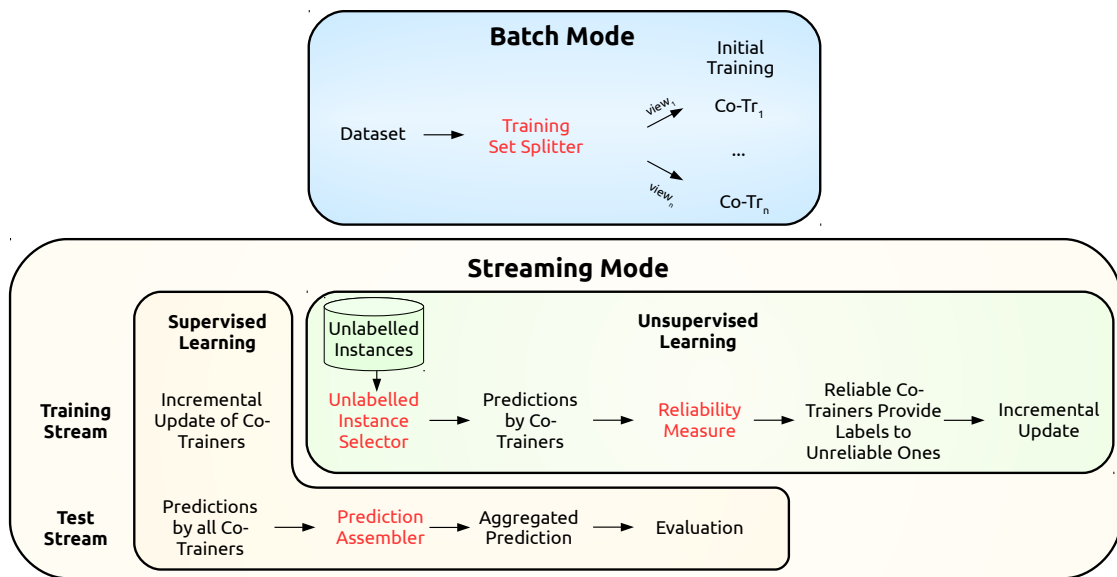 Batch Mode
Initial
Training
Dataset
Training
Set Splitter
view1
Co-Tr1
...
viewn
Co-Trn
Streaming Mode
Supervised
Learning
Unlabelled
Instances
Unsupervised
Learning
Training
Stream
Incremental
Update of Co-
Trainers
Unlabelled
Instance
Selector
Predictions
by Co-
Trainers
Reliability
Measure
Reliable Co-
Trainers Provide
Labels to
Unreliable Ones
Incremental
Update
Test
Stream
Predictions
by all Co-
Trainers
Prediction
Assembler
Aggregated
Prediction
Evaluation